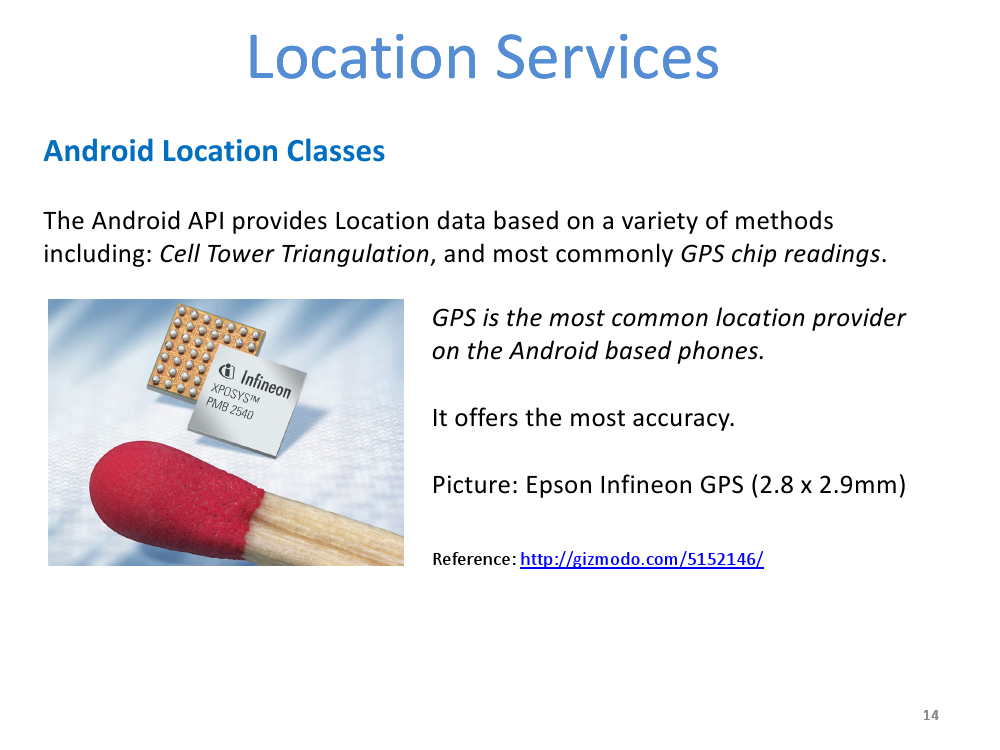 Location Services
Android Location Classes
The Android API provides Location data based on a variety of methods
including: Cell Tower Triangulation, and most commonly GPS chip readings.
Infineon
XPOSYS™
PMB 2540
GPS is the most common location provider
on the Android based phones.
It offers the most accuracy.
Picture: Epson Infineon GPS (2.8 x 2.9mm)
Reference: http://gizmodo.com/5152146/
14